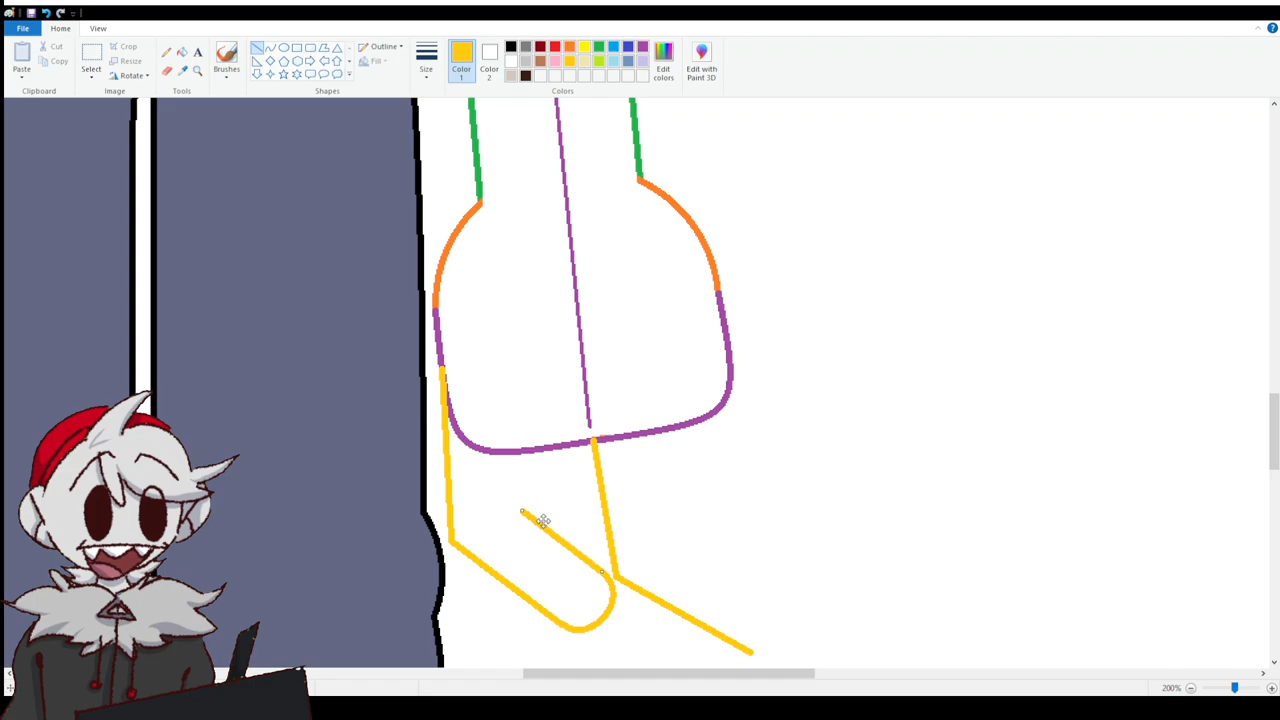 File
Home
View
Paste
Cut
Copy
Clipboard
Select
Crop
Resize
Rotate
Image
A
Tools
Brushes
Shapes
Outline
Fill
Size
Color
1
Color
2
Edit
colors
Colors
Edit with
Paint 3D
200%